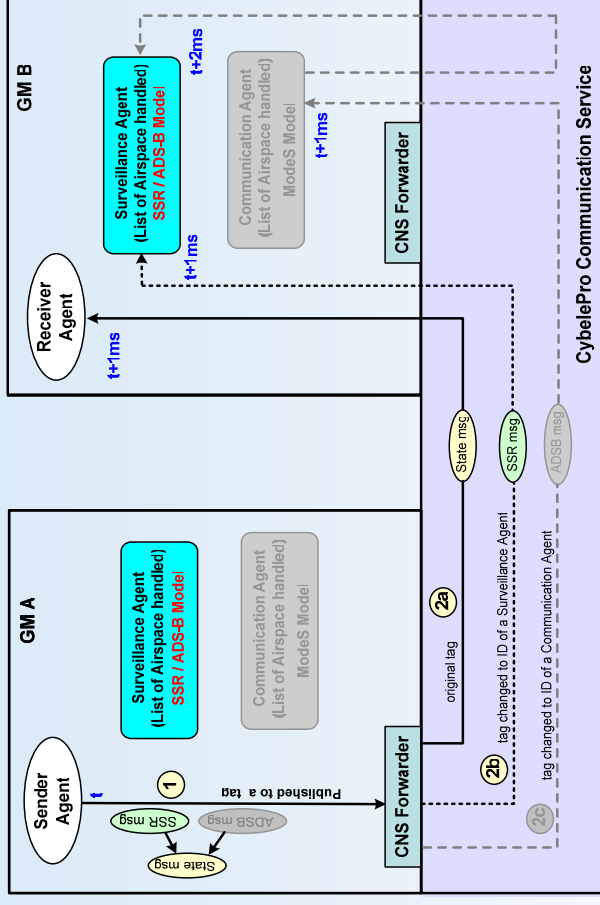 GM A
Sender
Agent
t
1
SSR msg
ADSB msg
State msg
Published to a tag
CNS Forwarder
Surveillance Agent
(List of Airspace handled)
SSR / ADS-B Model
Communication Agent
(List of Airspace handled)
ModeS Model
GM B
Receiver
Agent
t+1ms
Surveillance Agent
(List of Airspace handled)
SSR / ADS-B Model
t+1ms
t+2ms
Communication Agent
(List of Airspace handled)
ModeS Model
t+1ms
CNS Forwarder
2a
original tag
State msg
2b
tag changed to ID of a Surveillance Agent
SSR msg
2c
tag changed to ID of a Communication Agent
ADSB msg
CybelePro Communication Service